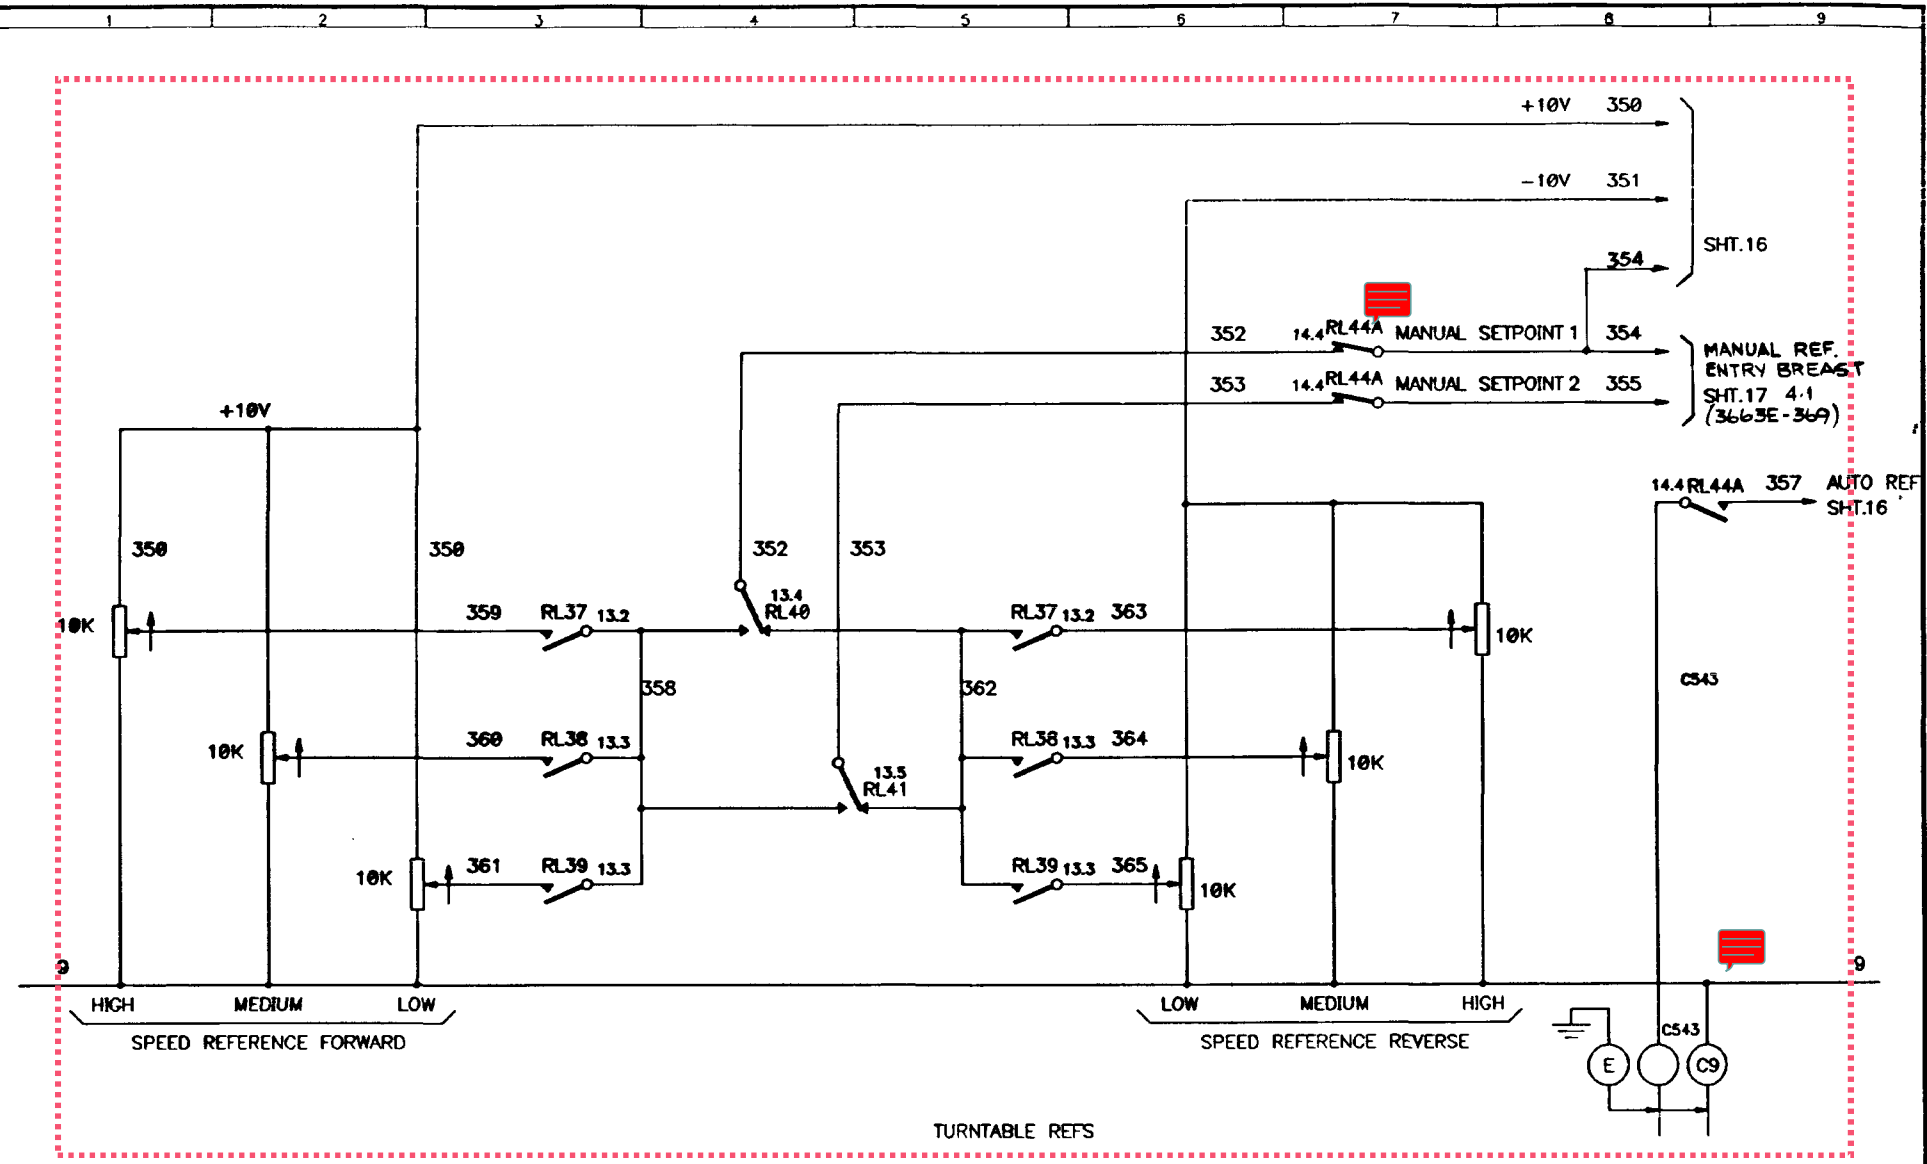 1 2 3 4 5 6 7 8 9
+10V 350
-10V 351
SHT.16
354
352 14.4 RL44A MANUAL SETPOINT 1 354
353 14.4 RL44A MANUAL SETPOINT 2 355
MANUAL REF.
ENTRY BREAST
SHT.17 4.1
(3663E-369)
+10V
14.4 RL44A 357 AUTO REF
SHT.16
350 350 352 353
13.4
RL40
10K 359 RL37 13.2 RL37 13.2 363 10K
358 362 C543
10K 360 RL38 13.3 RL38 13.3 364 10K
13.5
RL41
10K 361 RL39 13.3 RL39 13.3 365 10K
9 9
HIGH MEDIUM LOW LOW MEDIUM HIGH
SPEED REFERENCE FORWARD SPEED REFERENCE REVERSE
C543
E C9
TURNTABLE REFS